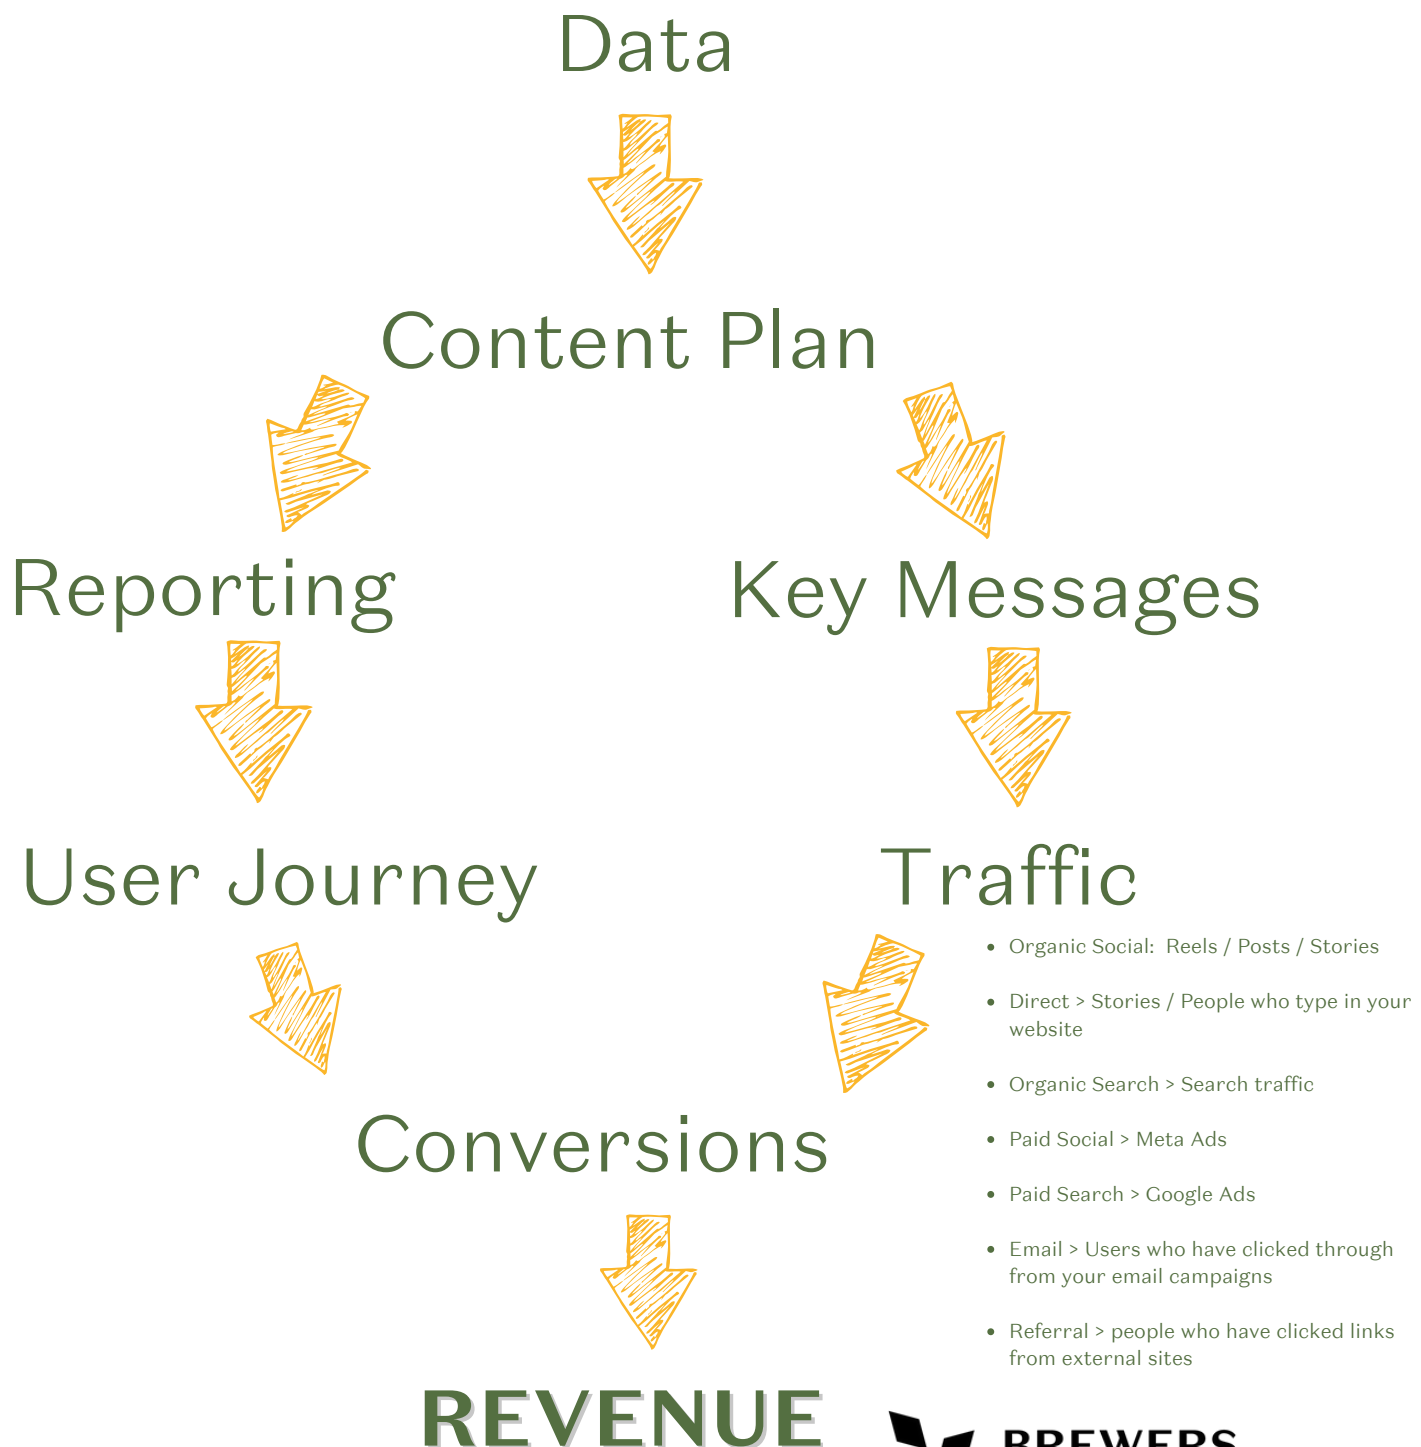 Data
Content Plan
Reporting
Key Messages
User Journey
Traffic
• Organic Social:  Reels / Posts / Stories
• Direct > Stories / People who type in your
website
• Organic Search > Search traffic
• Paid Social > Meta Ads
• Paid Search > Google Ads
• Email > Users who have clicked through
from your email campaigns
• Referral > people who have clicked links
from external sites
Conversions
REVENUE
BREWERS